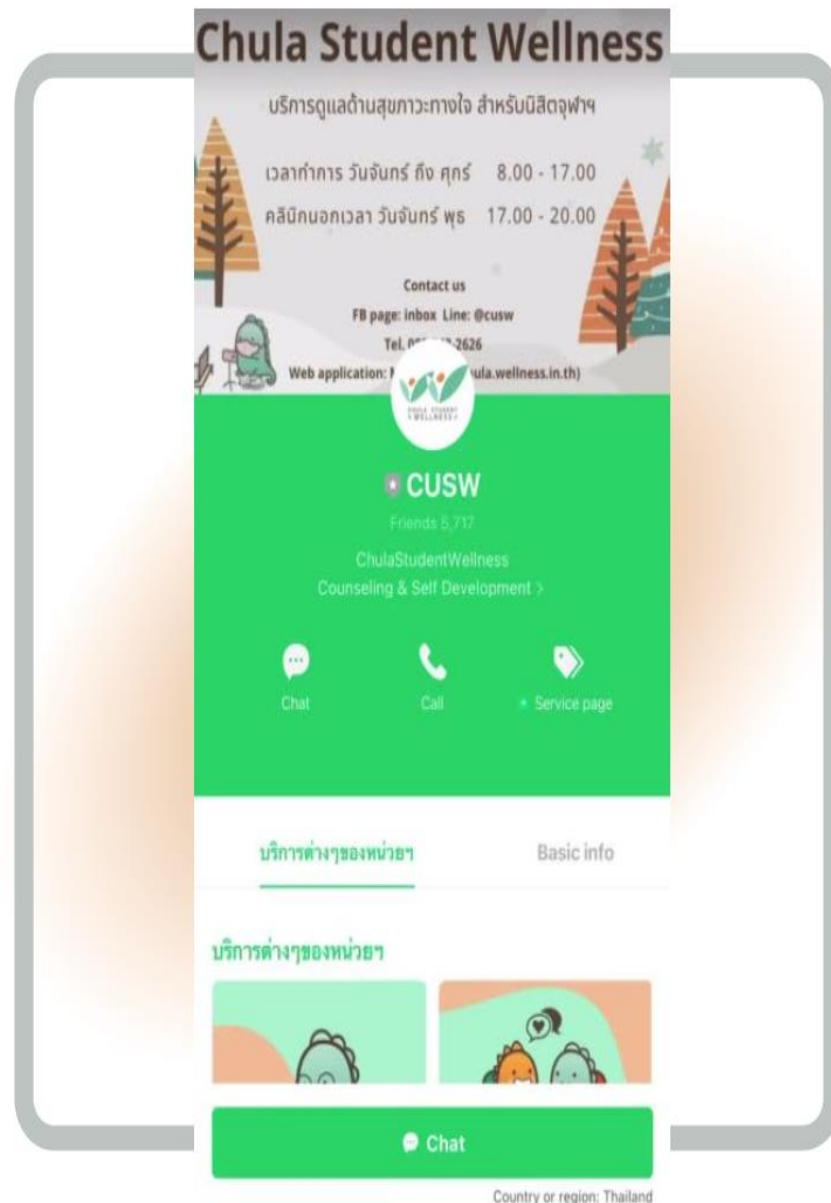 Chula Student Wellness
บริการดูแลด้านสุขภาวะทางใจ สำหรับนิสิตจุฬาฯ
เวลาทำการ วันจันทร์ ถึง ศุกร์ 8.00 - 17.00
คลินิกนอกเวลา วันจันทร์ พุธ 17.00 - 20.00
Contact us
FB page: inbox Line: @cusw
Tel. 2626
Web application: ula.wellness.in.th)
CHULA STUDENT
WELLNESS
CUSW
Friends 5,717
ChulaStudentWellness
Counseling & Self Development >
Chat Call Service page
บริการต่างๆของหน่วยฯ Basic info
บริการต่างๆของหน่วยฯ
Chat
Country or region: Thailand